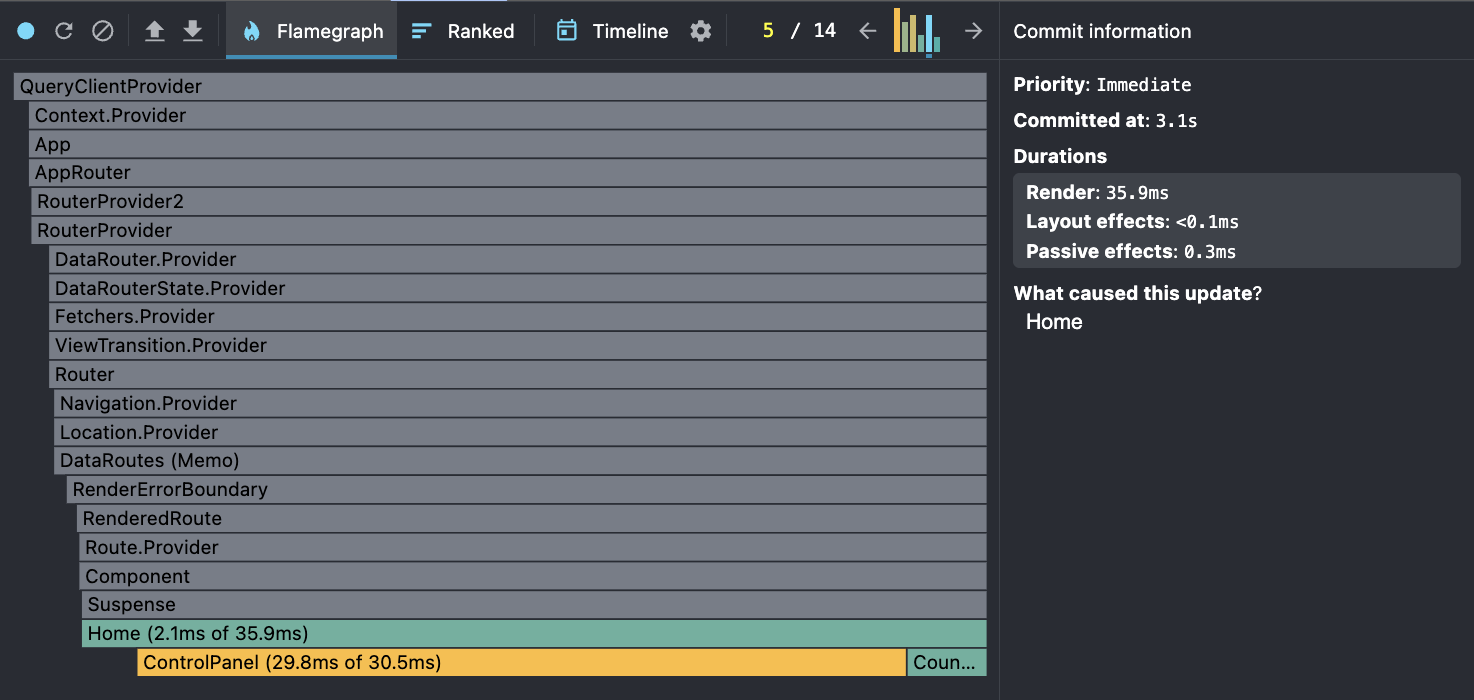 Flamegraph Ranked Timeline 5 / 14 Commit information
QueryClientProvider
Context.Provider
App
AppRouter
RouterProvider2
RouterProvider
DataRouter.Provider
DataRouterState.Provider
Fetchers.Provider
ViewTransition.Provider
Router
Navigation.Provider
Location.Provider
DataRoutes (Memo)
RenderErrorBoundary
RenderedRoute
Route.Provider
Component
Suspense
Home (2.1ms of 35.9ms)
ControlPanel (29.8ms of 30.5ms) Coun...
Priority: Immediate
Committed at: 3.1s
Durations
Render: 35.9ms
Layout effects: <0.1ms
Passive effects: 0.3ms
What caused this update?
Home